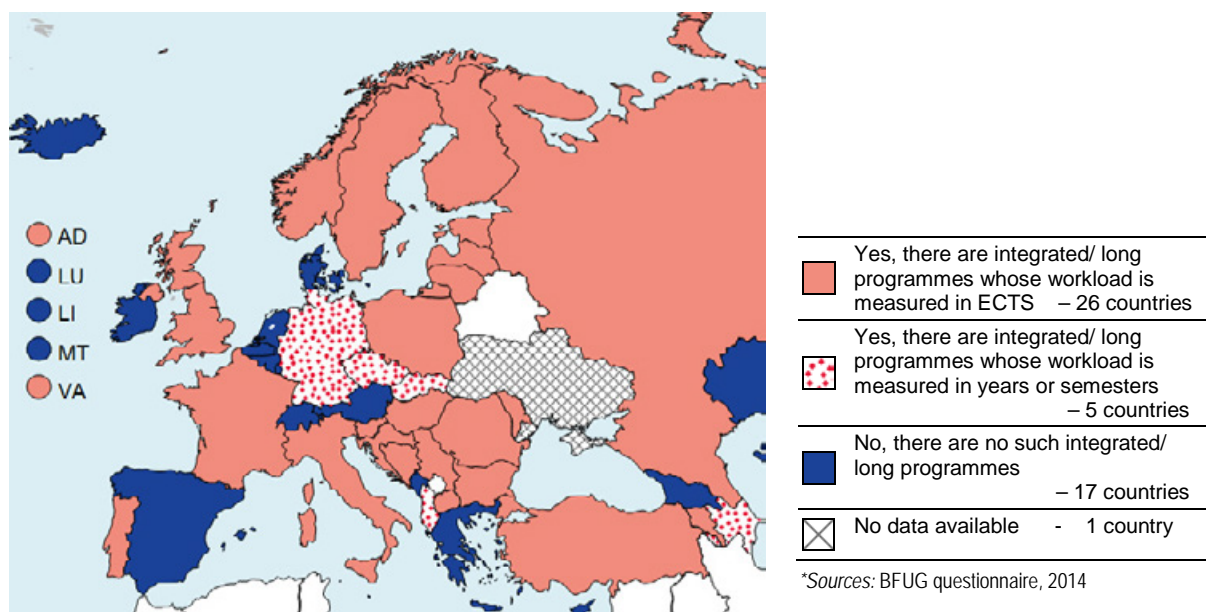 AD
LU
LI
MT
VA
Yes, there are integrated/ long
programmes whose workload is
measured in ECTS – 26 countries
Yes, there are integrated/ long
programmes whose workload is
measured in years or semesters
– 5 countries
No, there are no such integrated/
long programmes
– 17 countries
No data available - 1 country
*Sources: BFUG questionnaire, 2014